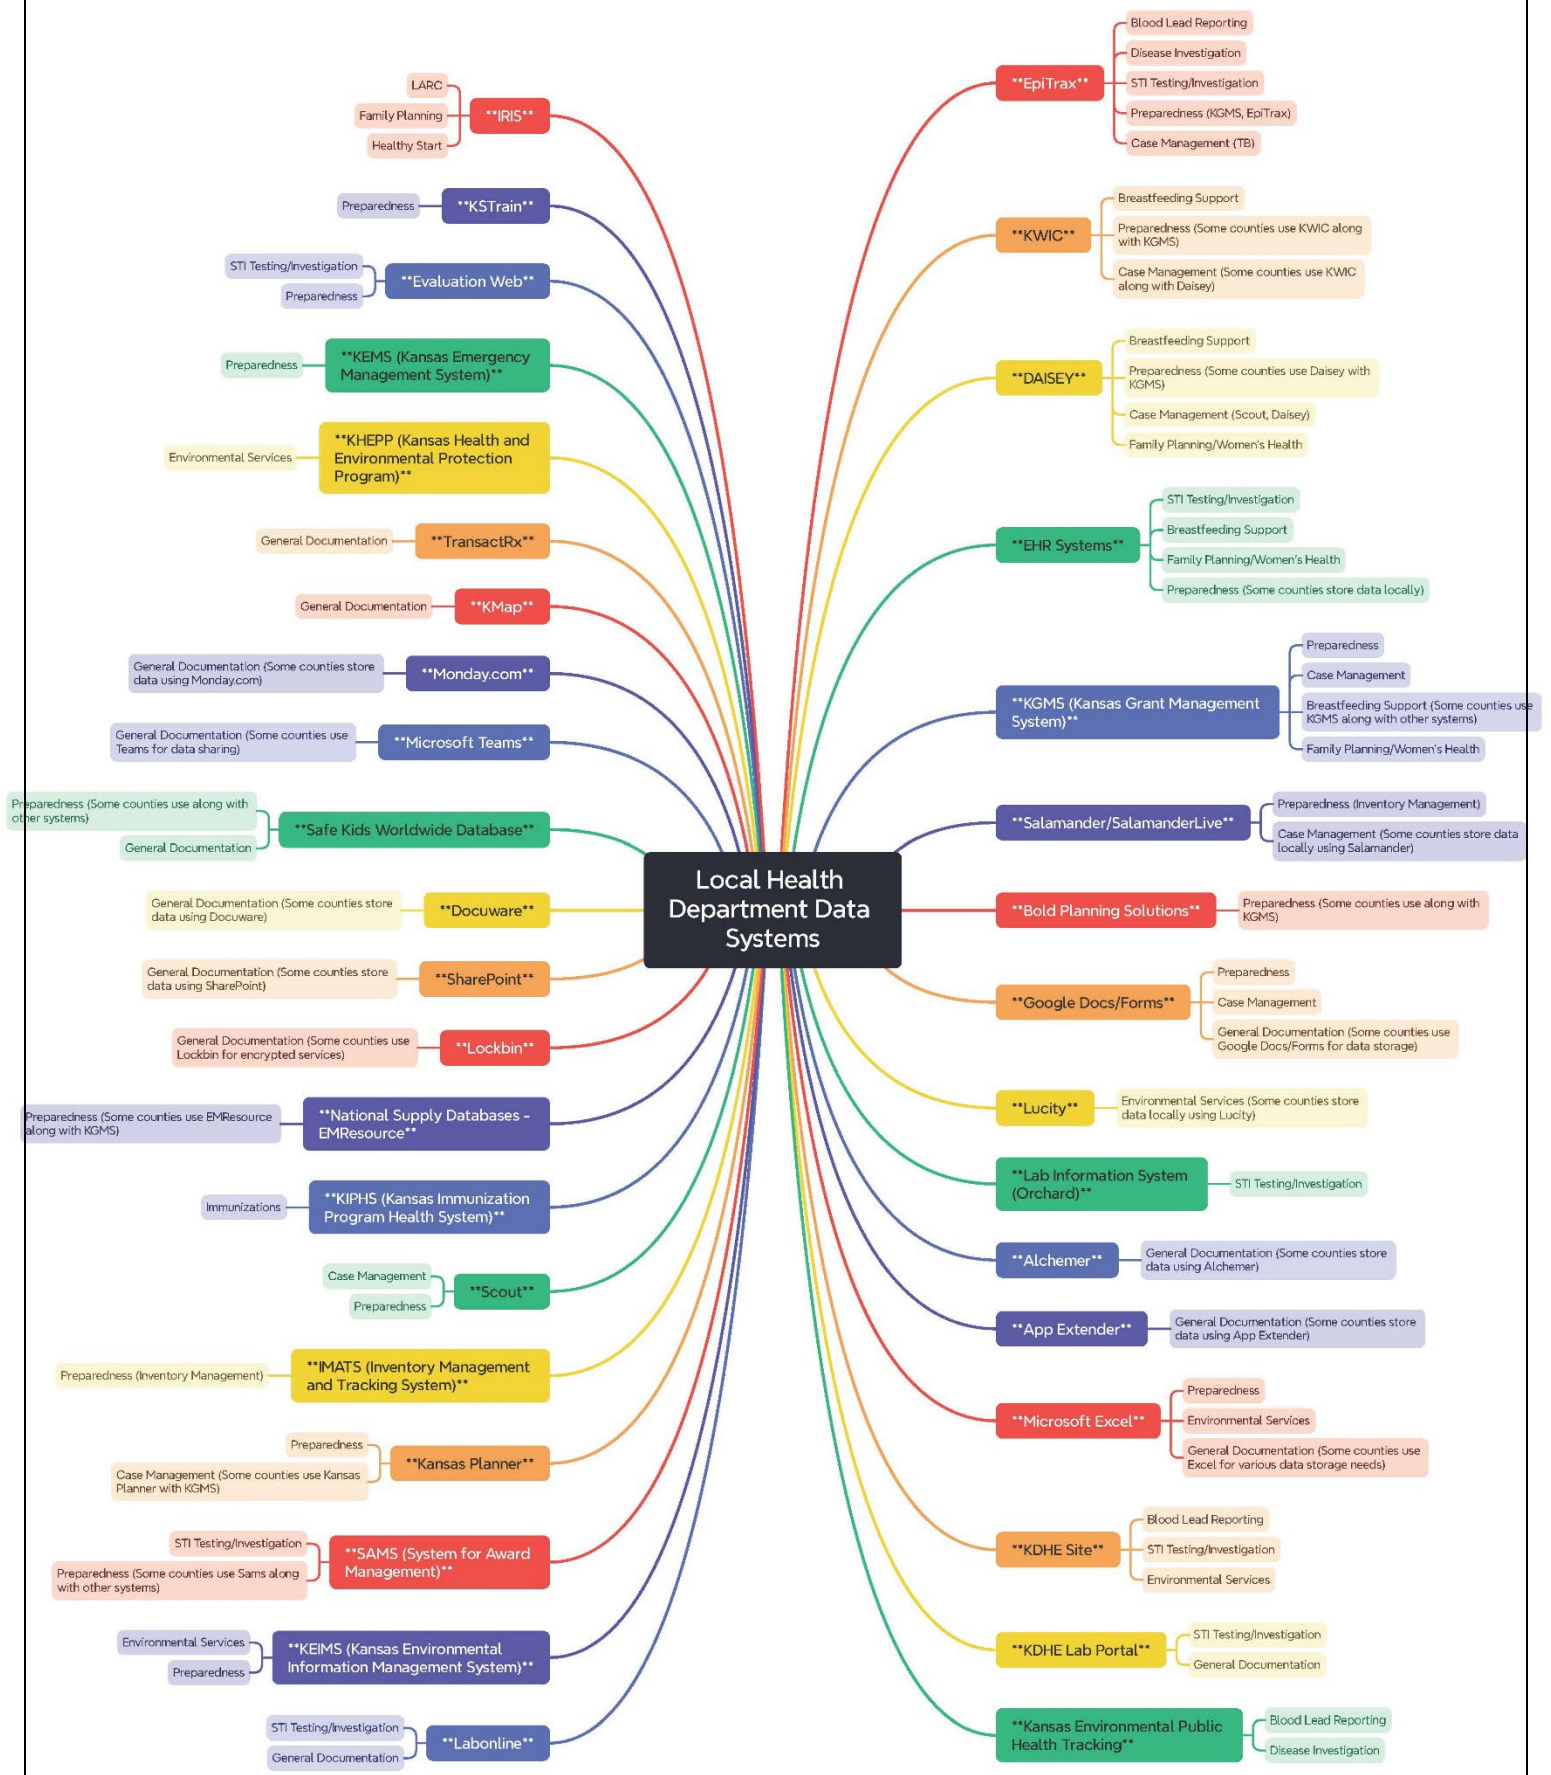 Local Health
Department Data
Systems
**IRIS**
LARC
Family Planning
Healthy Start
**KSTrain**
Preparedness
**Evaluation Web**
STI Testing/Investigation
Preparedness
**KEMS (Kansas Emergency
Management System)**
Preparedness
**KHEPP (Kansas Health and
Environmental Protection
Program)**
Environmental Services
**TransactRx**
General Documentation
**KMap**
General Documentation
**Monday.com**
General Documentation (Some counties store
data using Monday.com)
**Microsoft Teams**
General Documentation (Some counties use
Teams for data sharing)
**Safe Kids Worldwide Database**
Preparedness (Some counties use along with
other systems)
General Documentation
**Docuware**
General Documentation (Some counties store
data using Docuware)
**SharePoint**
General Documentation (Some counties store
data using SharePoint)
**Lockbin**
General Documentation (Some counties use
Lockbin for encrypted services)
**National Supply Databases -
EMResource**
Preparedness (Some counties use EMResource
along with KGMS)
**KIPHS (Kansas Immunization
Program Health System)**
Immunizations
**Scout**
Case Management
Preparedness
**IMATS (Inventory Management
and Tracking System)**
Preparedness (Inventory Management)
**Kansas Planner**
Preparedness
Case Management (Some counties use Kansas
Planner with KGMS)
**SAMS (System for Award
Management)**
STI Testing/Investigation
Preparedness (Some counties use Sams along
with other systems)
**KEIMS (Kansas Environmental
Information Management System)**
Environmental Services
Preparedness
**Labonline**
STI Testing/Investigation
General Documentation
**EpiTrax**
Blood Lead Reporting
Disease Investigation
STI Testing/Investigation
Preparedness (KGMS, EpiTrax)
Case Management (TB)
**KWIC**
Breastfeeding Support
Preparedness (Some counties use KWIC along
with KGMS)
Case Management (Some counties use KWIC
along with Daisey)
**DAISEY**
Breastfeeding Support
Preparedness (Some counties use Daisey with
KGMS)
Case Management (Scout, Daisey)
Family Planning/Women's Health
**EHR Systems**
STI Testing/Investigation
Breastfeeding Support
Family Planning/Women's Health
Preparedness (Some counties store data locally)
**KGMS (Kansas Grant Management
System)**
Preparedness
Case Management
Breastfeeding Support (Some counties use
KGMS along with other systems)
Family Planning/Women's Health
**Salamander/SalamanderLive**
Preparedness (Inventory Management)
Case Management (Some counties store data
locally using Salamander)
**Bold Planning Solutions**
Preparedness (Some counties use along with
KGMS)
**Google Docs/Forms**
Preparedness
Case Management
General Documentation (Some counties use
Google Docs/Forms for data storage)
**Lucity**
Environmental Services (Some counties store
data locally using Lucity)
**Lab Information System
(Orchard)**
STI Testing/Investigation
**Alchemer**
General Documentation (Some counties store
data using Alchemer)
**App Extender**
General Documentation (Some counties store
data using App Extender)
**Microsoft Excel**
Preparedness
Environmental Services
General Documentation (Some counties use
Excel for various data storage needs)
**KDHE Site**
Blood Lead Reporting
STI Testing/Investigation
Environmental Services
**KDHE Lab Portal**
STI Testing/Investigation
General Documentation
**Kansas Environmental Public
Health Tracking**
Blood Lead Reporting
Disease Investigation